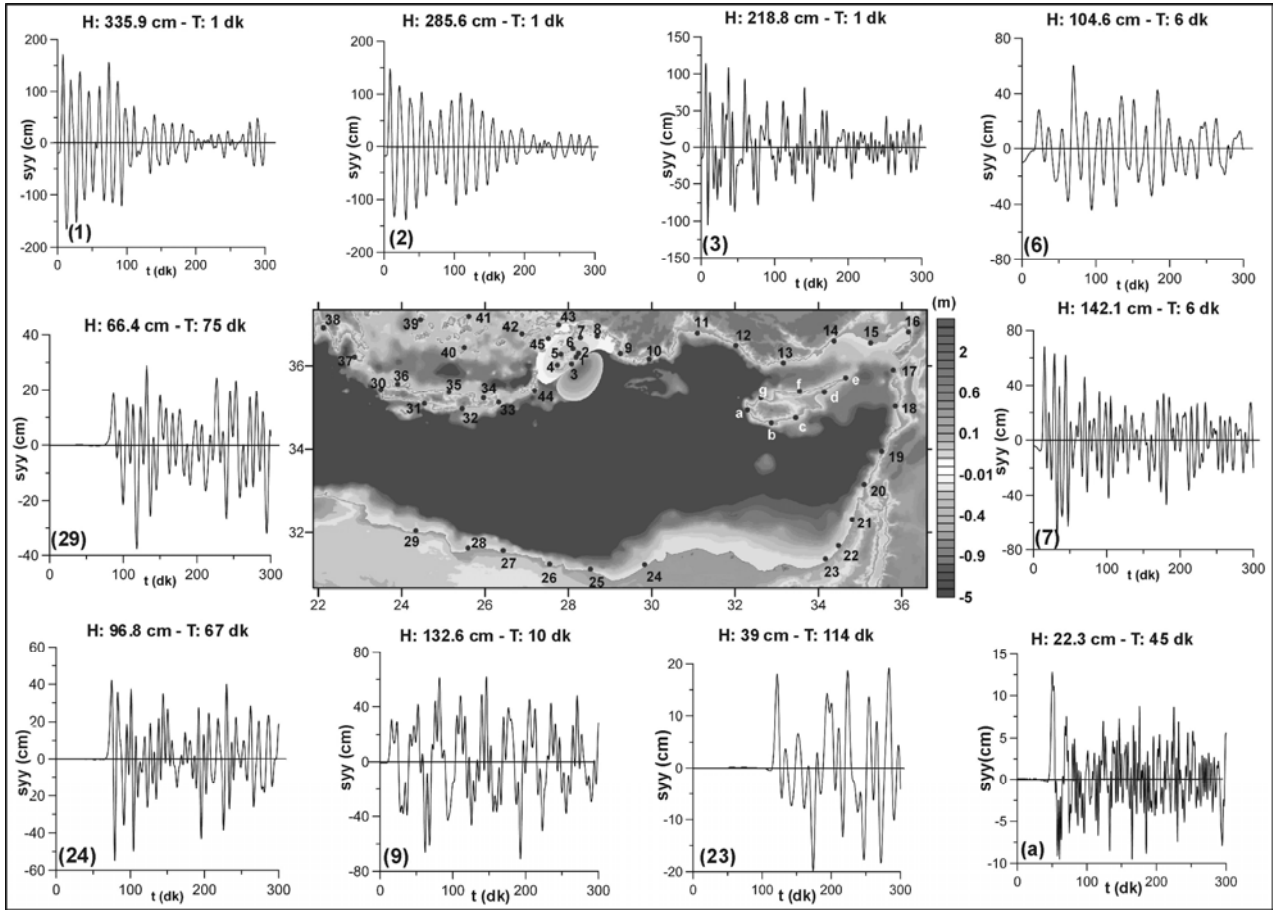 H: 335.9 cm - T: 1 dk
200
100
0
-100
-200
syy (cm)
(1)
0 100 200 300
t (dk)
H: 285.6 cm - T: 1 dk
200
100
0
-100
-200
syy (cm)
(2)
0 100 200 300
t (dk)
H: 218.8 cm - T: 1 dk
150
100
50
0
-50
-100
-150
syy (cm)
(3)
0 100 200 300
t (dk)
H: 104.6 cm - T: 6 dk
80
40
0
-40
-80
syy (cm)
(6)
0 100 200 300
t (dk)
H: 66.4 cm - T: 75 dk
40
20
0
-20
-40
syy (cm)
(29)
0 100 200 300
t (dk)
38 39 41 42 43 7 8 11 12 14 15 16
37 40 45 6 5 2 1 9 10 13
36 4 3 17
30 36 35 34 44 g f e d 18
31 32 33 a b c
34 19
20
32 21
29 28 27 26 25 24 23 22
22 24 26 28 30 32 34 36
(m)
2
0.6
0.1
-0.01
-0.4
-0.9
-5
H: 142.1 cm - T: 6 dk
80
40
0
-40
-80
syy (cm)
(7)
0 100 200 300
t (dk)
H: 96.8 cm - T: 67 dk
60
40
20
0
-20
-40
-60
syy (cm)
(24)
0 100 200 300
t (dk)
H: 132.6 cm - T: 10 dk
80
40
0
-40
-80
syy (cm)
(9)
0 100 200 300
t (dk)
H: 39 cm - T: 114 dk
20
10
0
-10
-20
syy (cm)
(23)
0 100 200 300
t (dk)
H: 22.3 cm - T: 45 dk
15
10
5
0
-5
-10
syy(cm)
(a)
0 100 200 300
t (dk)